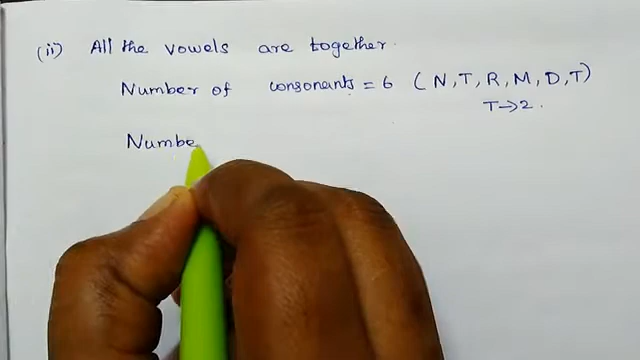 (ii) All the vowels are together.
Number of consonants = 6 (N,T,R,M,D,T)
T→2.
Numbe